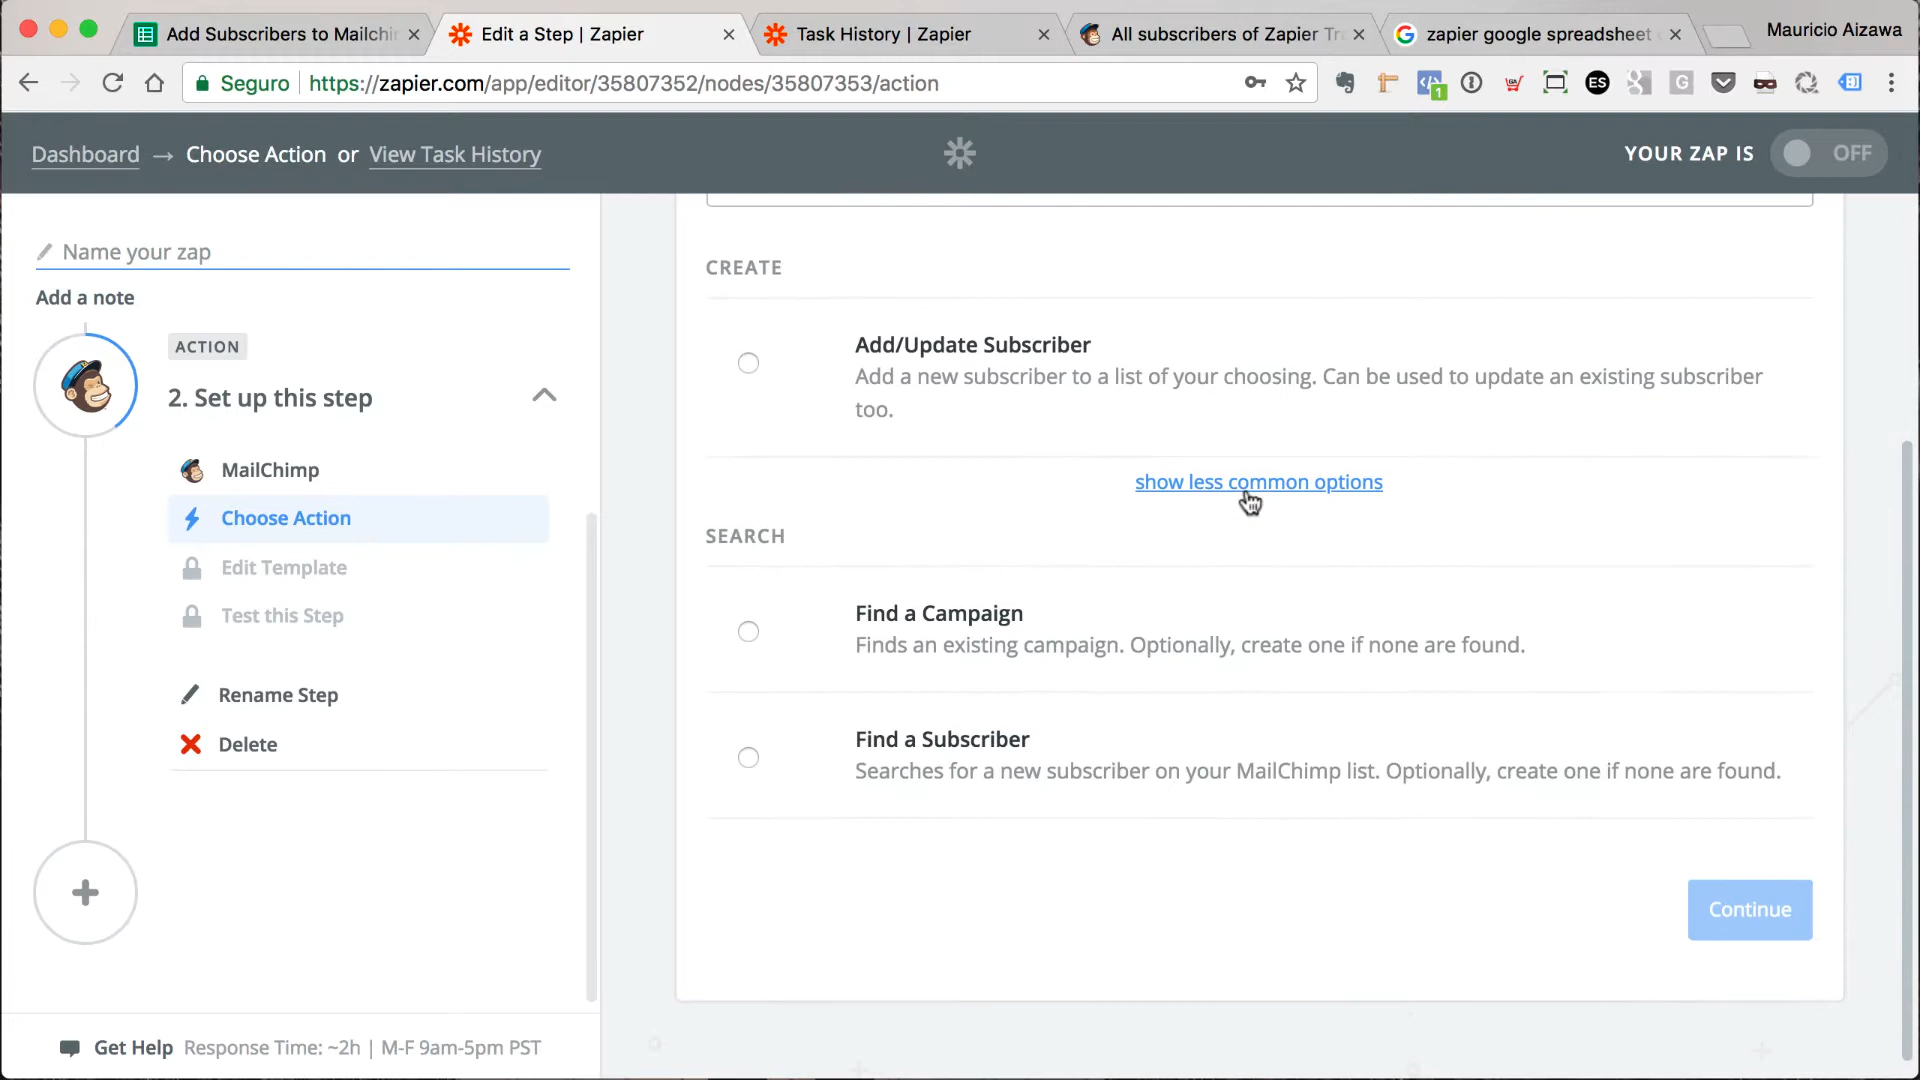 Add Subscribers to Mailchi
Edit a Step | Zapier
Task History | Zapier
All subscribers of Zapier Tr
zapier google spreadsheet
Mauricio Aizawa
Seguro
https://zapier.com/app/editor/35807352/nodes/35807353/action
1
ES
G
Dashboard → Choose Action or View Task History
YOUR ZAP IS OFF
Name your zap
Add a note
ACTION
2. Set up this step
MailChimp
Choose Action
Edit Template
Test this Step
Rename Step
Delete
Get Help Response Time: ~2h | M-F 9am-5pm PST
CREATE
Add/Update Subscriber
Add a new subscriber to a list of your choosing. Can be used to update an existing subscriber
too.
show less common options
SEARCH
Find a Campaign
Finds an existing campaign. Optionally, create one if none are found.
Find a Subscriber
Searches for a new subscriber on your MailChimp list. Optionally, create one if none are found.
Continue